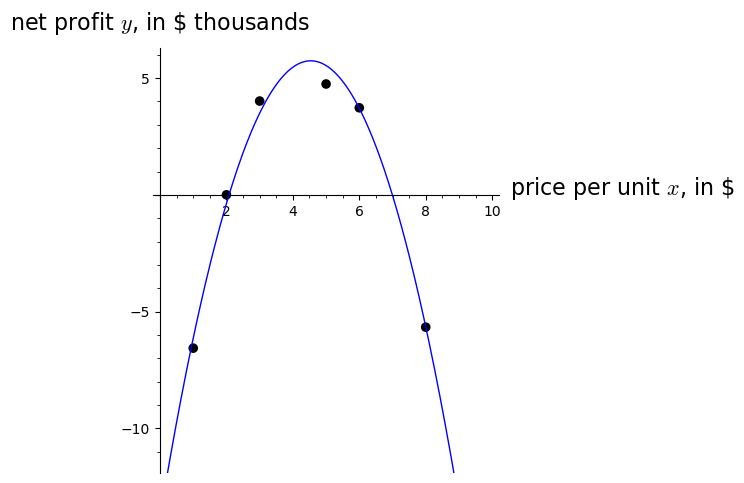 net profit y, in $ thousands
5
price per unit x, in $
2 4 6 8 10
−5
−10